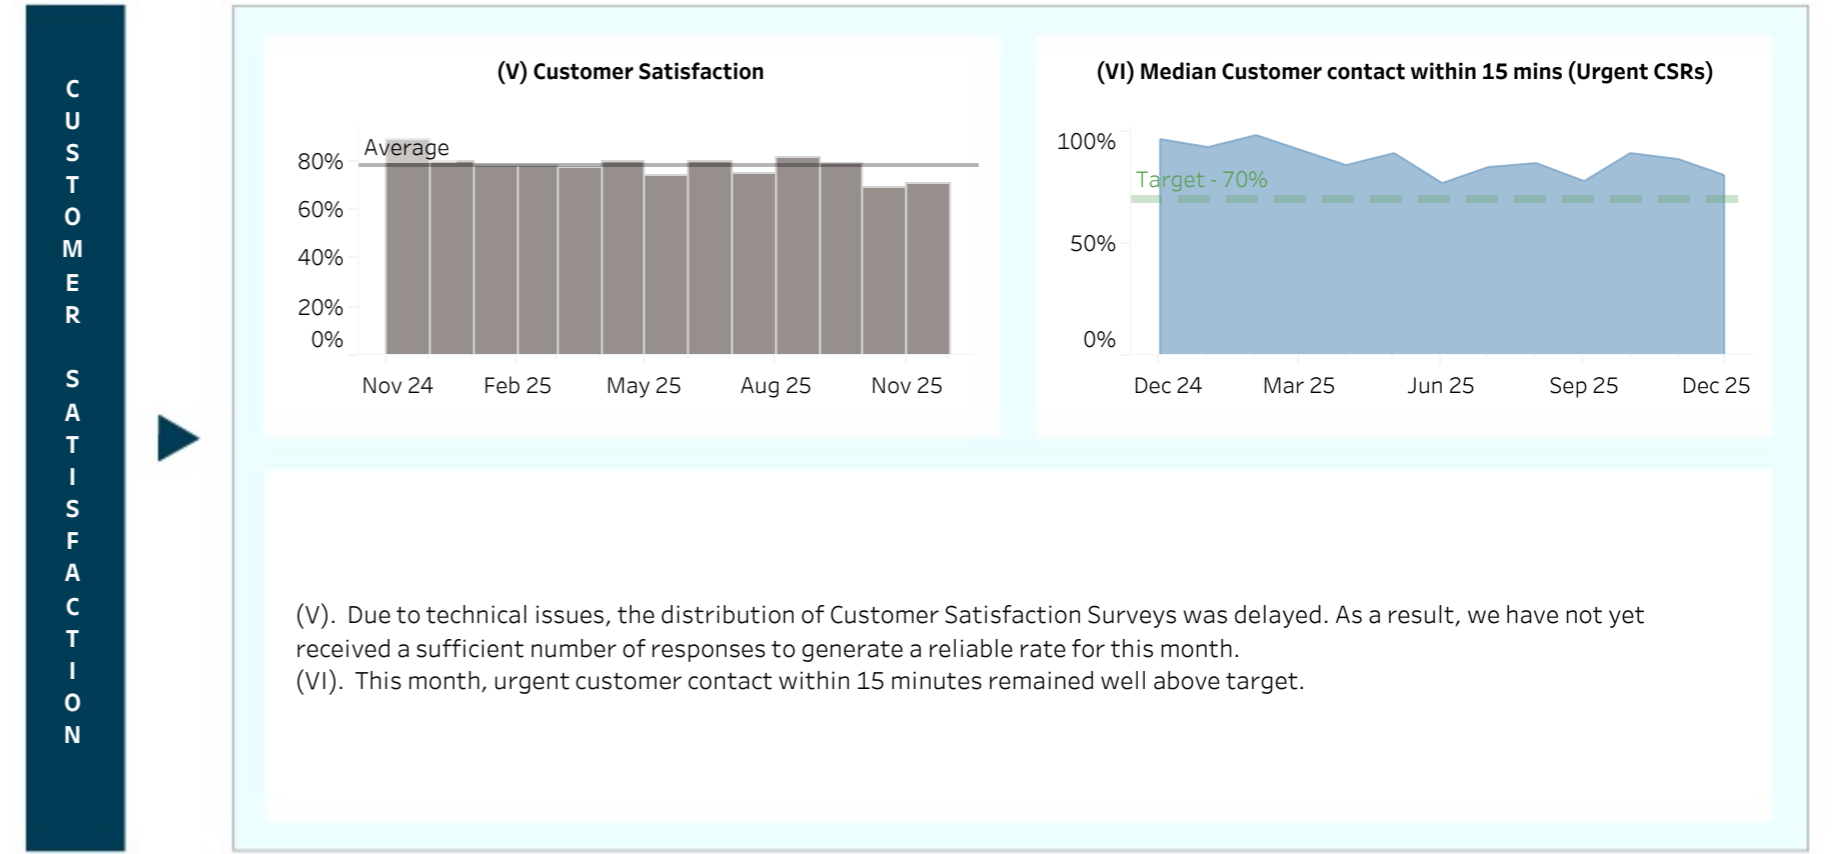 CUSTOMER SATISFACTION
(V) Customer Satisfaction
80%
60%
40%
20%
0%
Average
Nov 24 Feb 25 May 25 Aug 25 Nov 25
(VI) Median Customer contact within 15 mins (Urgent CSRs)
100%
50%
0%
Target - 70%
Dec 24 Mar 25 Jun 25 Sep 25 Dec 25
(V).  Due to technical issues, the distribution of Customer Satisfaction Surveys was delayed. As a result, we have not yet
received a sufficient number of responses to generate a reliable rate for this month.
(VI).  This month, urgent customer contact within 15 minutes remained well above target.